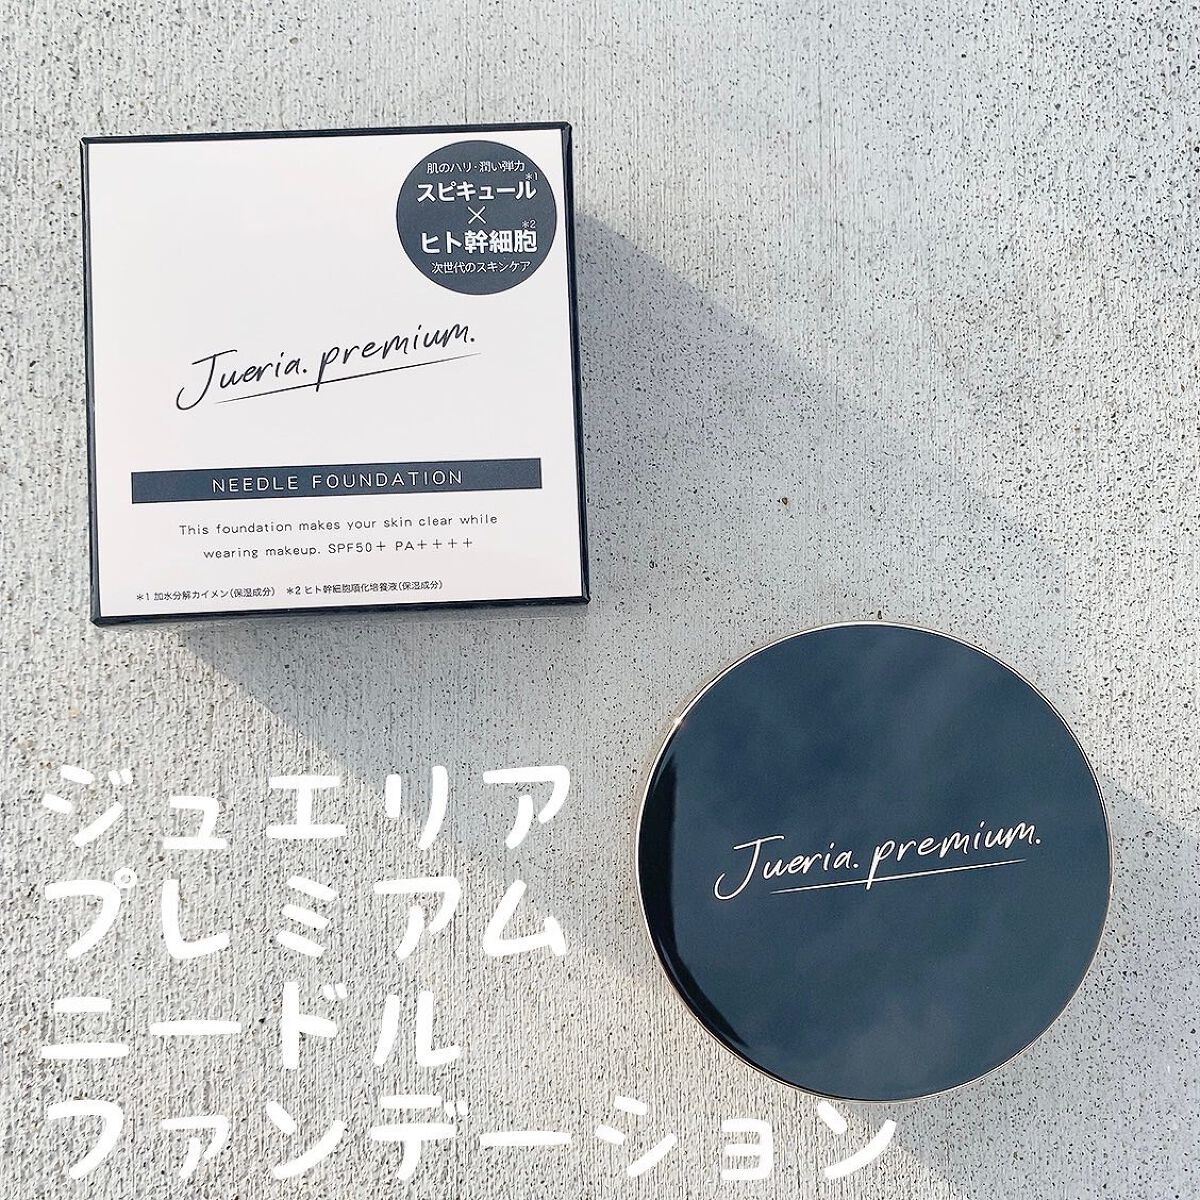 肌のハリ・潤い弾力
スピキュール*1
×
ヒト幹細胞*2
次世代のスキンケア
Jueria.premium.
NEEDLE FOUNDATION
This foundation makes your skin clear while
wearing makeup. SPF50+ PA++++
*1 加水分解カイメン(保湿成分) *2 ヒト幹細胞順化培養液(保湿成分)
Jueria.premium.
ジュエリア
プレミアム
ニードル
ファンデーション